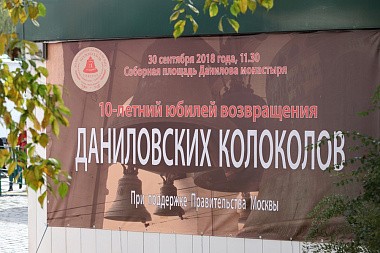 30 сентября 2018 года, 11.30
Соборная площадь Данилова монастыря
10-летний юбилей возвращения
ДАНИЛОВСКИХ КОЛОКОЛОВ
При поддержке Правительства Москвы